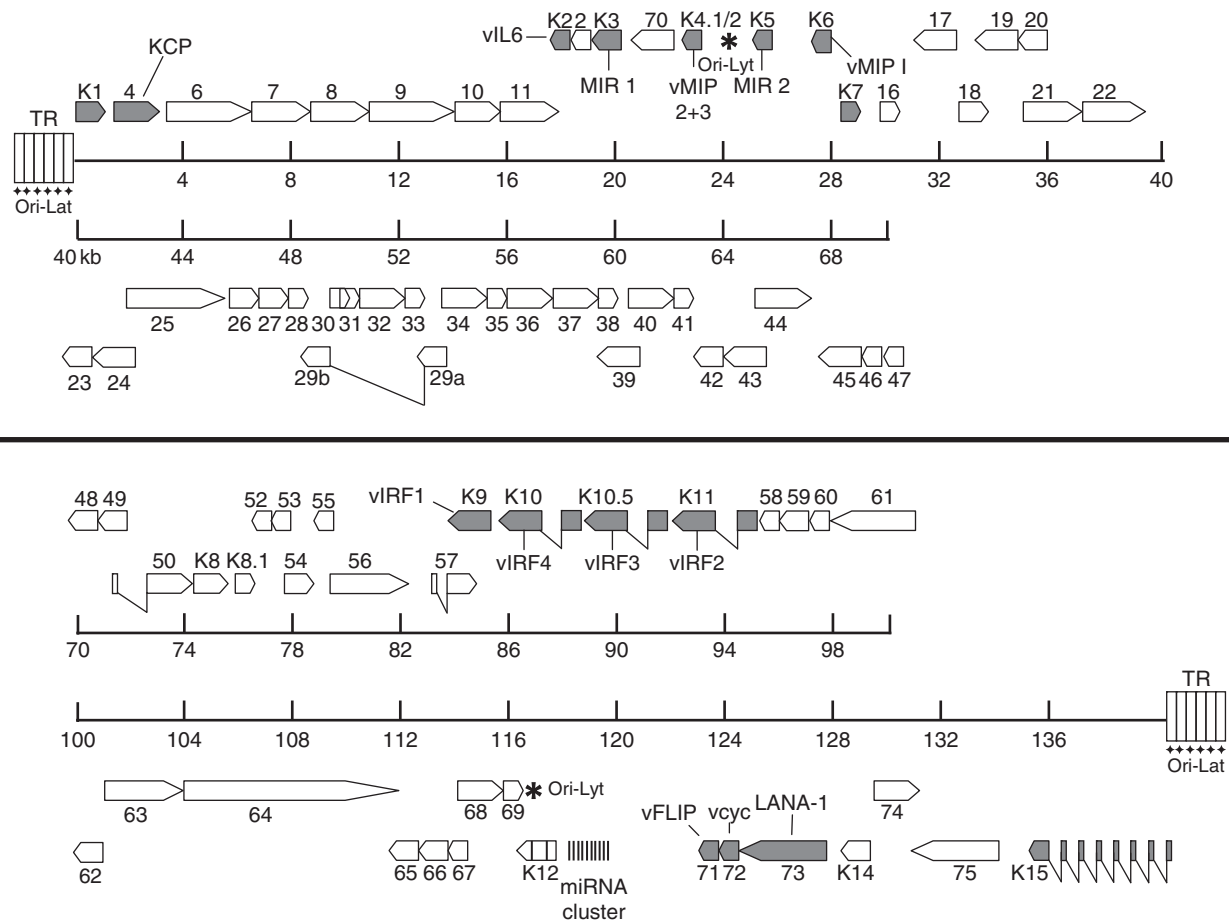 K2 2 K3 70 K4.1/2 K5 K6 17 19 20
vIL6
KCP
* Ori-Lyt
MIR 1 vMIP MIR 2 vMIP I
2+3
K1 4 6 7 8 9 10 11 K7 16 18 21 22
TR
4 8 12 16 20 24 28 32 36 40
Ori-Lat
40 kb 44 48 52 56 60 64 68
25 26 27 28 30 31 32 33 34 35 36 37 38 40 41 44
23 24 29b 29a 39 42 43 45 46 47
48 49 52 53 55 vIRF1 K9 K10 K10.5 K11 58 59 60 61
vIRF4 vIRF3 vIRF2
50 K8 K8.1 54 56 57
70 74 78 82 86 90 94 98
TR
100 104 108 112 116 120 124 128 132 136
Ori-Lat
63 64 68 69 * Ori-Lyt 74
vFLIP vcyc LANA-1
62 65 66 67 K12 miRNA cluster 71 72 73 K14 75 K15